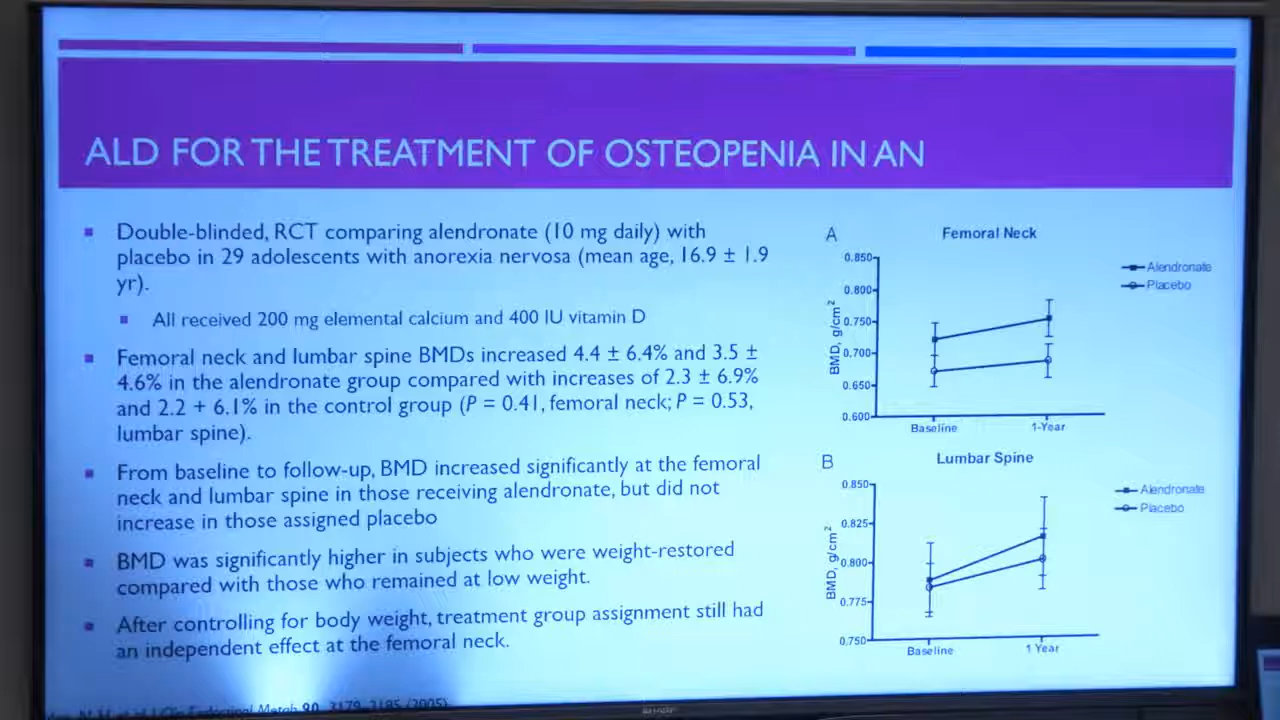 ALD FOR THE TREATMENT OF OSTEOPENIA IN AN
Double-blinded, RCT comparing alendronate (10 mg daily) with
placebo in 29 adolescents with anorexia nervosa (mean age, 16.9 ± 1.9
yr).
All received 200 mg elemental calcium and 400 IU vitamin D
Femoral neck and lumbar spine BMDs increased 4.4 ± 6.4% and 3.5 ±
4.6% in the alendronate group compared with increases of 2.3 ± 6.9%
and 2.2 + 6.1% in the control group (P = 0.41, femoral neck; P = 0.53,
lumbar spine).
From baseline to follow-up, BMD increased significantly at the femoral
neck and lumbar spine in those receiving alendronate, but did not
increase in those assigned placebo
BMD was significantly higher in subjects who were weight-restored
compared with those who remained at low weight.
After controlling for body weight, treatment group assignment still had
an independent effect at the femoral neck.
Metab 90, 3179-3185 (2005)
A
Femoral Neck
Alendronate
Placebo
BMD, g/cm²
0.850
0.800
0.750
0.700
0.650
0.600
Baseline
1-Year
B
Lumbar Spine
Alendronate
Placebo
BMD, g/cm²
0.850
0.825
0.800
0.775
0.750
Baseline
1 Year
SHARP